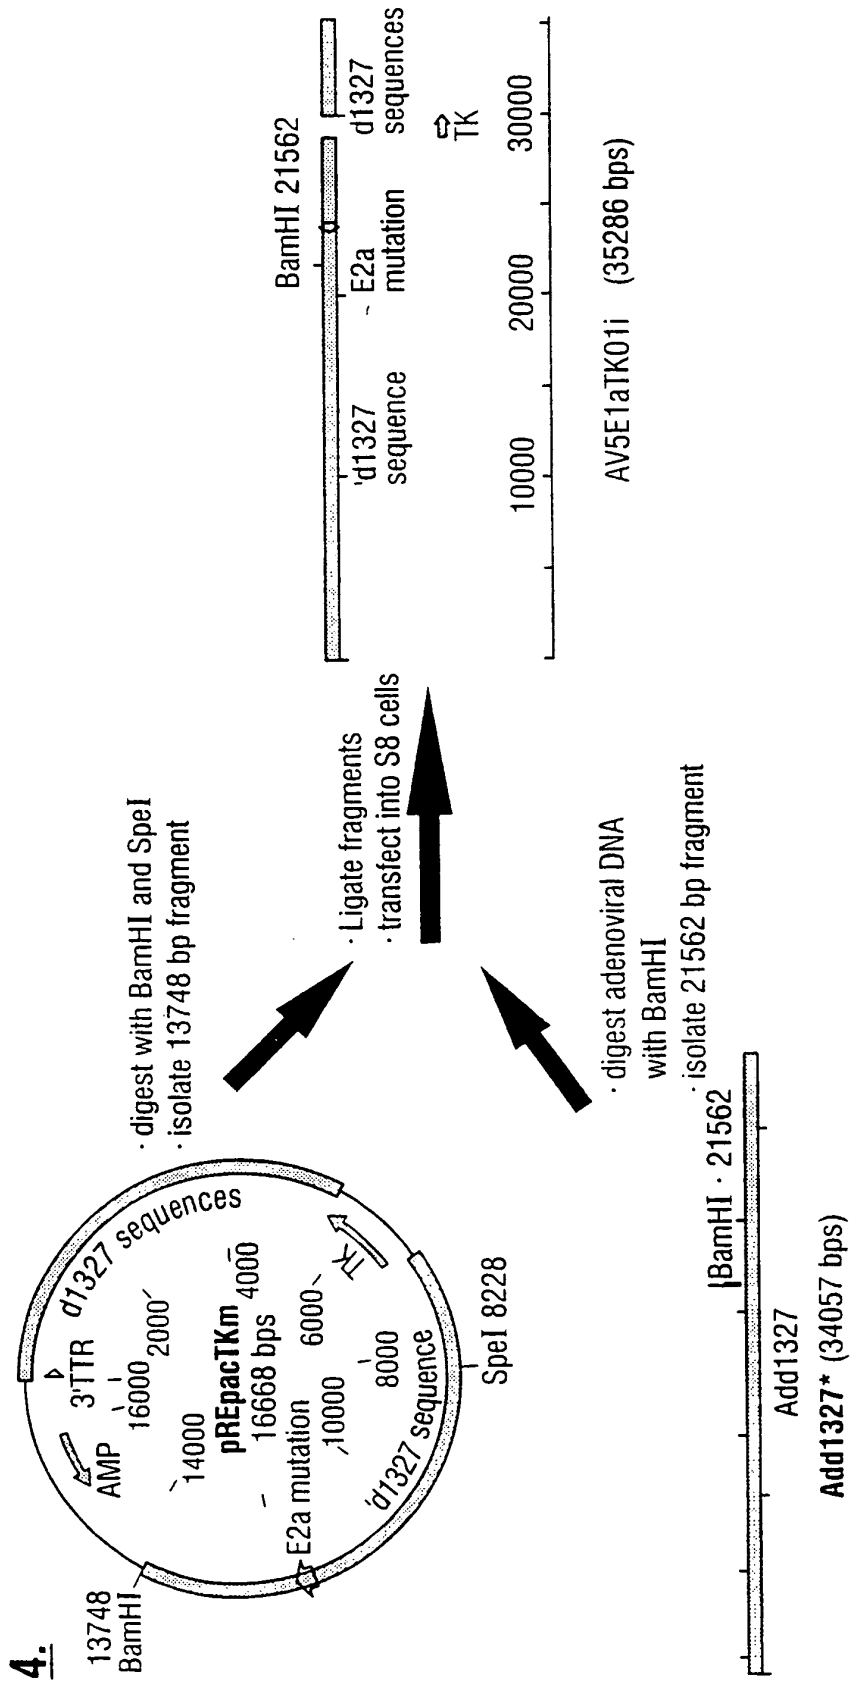 4.
13748
BamHI
AMP
3'TTR
d1327 sequences
16000
2000
14000
pREpacTKm
16668 bps
4000
6000
TK
E2a mutation
10000
8000
'd1327 sequence
SpeI 8228
· digest with BamHI and SpeI
· isolate 13748 bp fragment
· Ligate fragments
· transfect into S8 cells
BamHI · 21562
Add1327
Add1327* (34057 bps)
· digest adenoviral DNA
with BamHI
· isolate 21562 bp fragment
BamHI 21562
'd1327
sequence
E2a
mutation
d1327
sequences
TK
10000
20000
30000
AV5E1aTK01i (35286 bps)